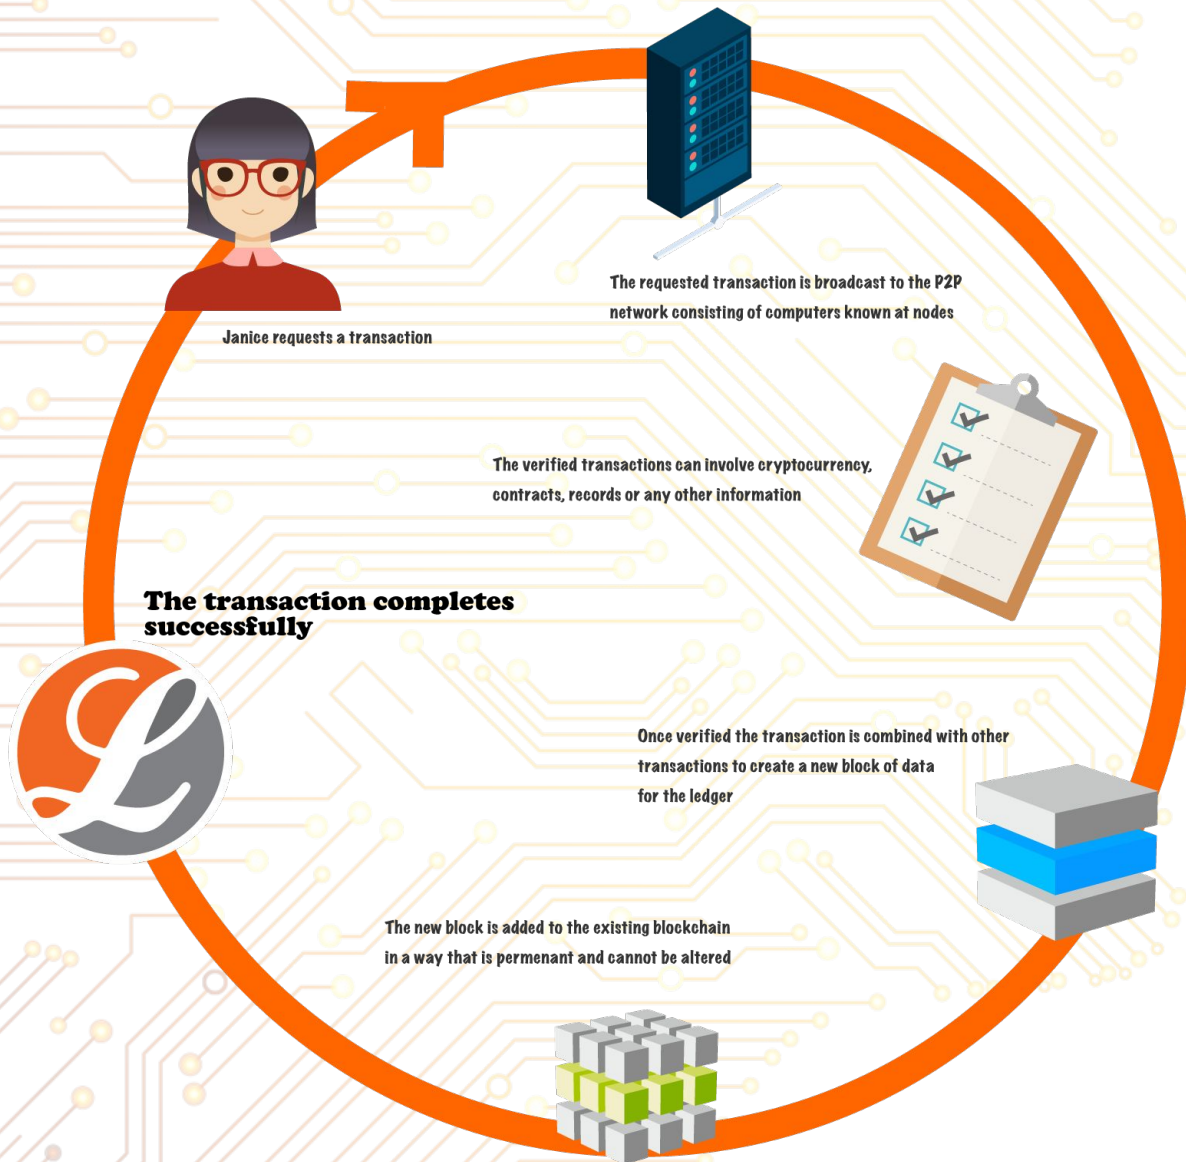 Janice requests a transaction
The requested transaction is broadcast to the P2P
network consisting of computers known at nodes
The verified transactions can involve cryptocurrency,
contracts, records or any other information
Once verified the transaction is combined with other
transactions to create a new block of data
for the ledger
The new block is added to the existing blockchain
in a way that is permenant and cannot be altered
The transaction completes
successfully
L